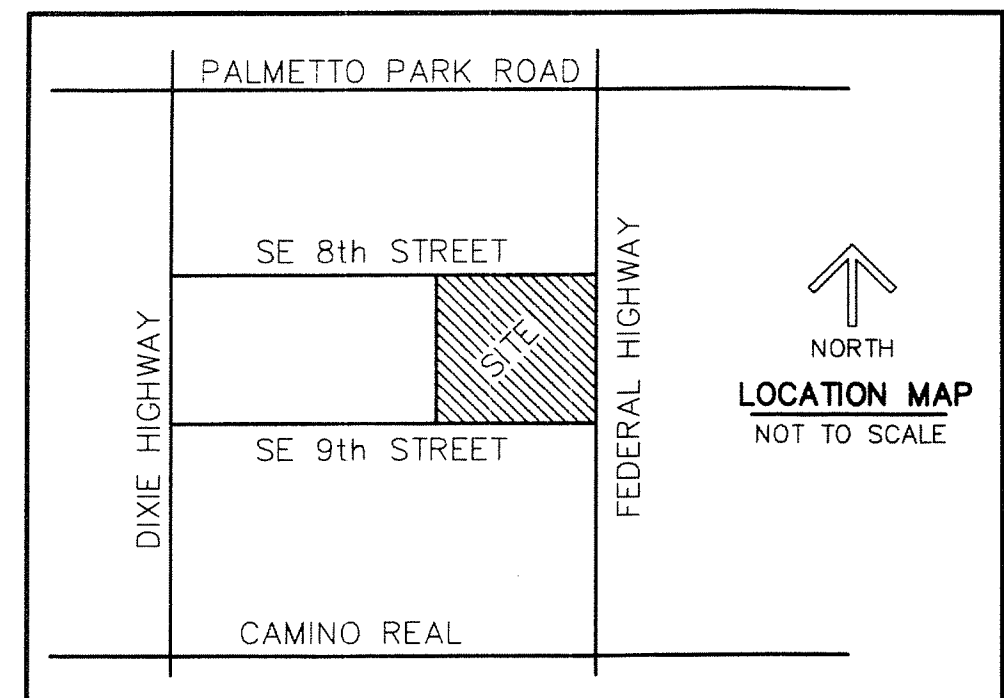 PALMETTO PARK ROAD
SE 8th STREET
FEDERAL HIGHWAY
SITE
NORTH
LOCATION MAP
NOT TO SCALE
DIXIE HIGHWAY
SE 9th STREET
CAMINO REAL